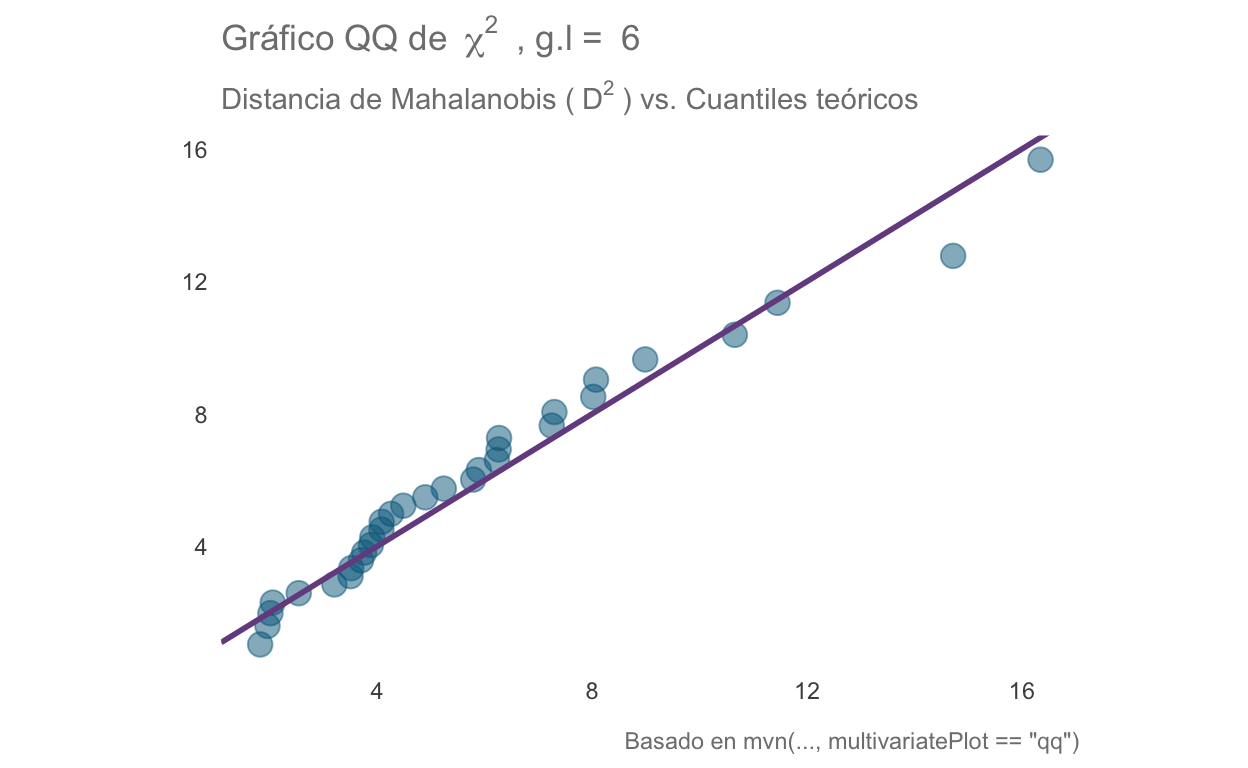 Gráfico QQ de χ², g.l = 6
Distancia de Mahalanobis ( D² ) vs. Cuantiles teóricos
16
12
8
4
4 8 12 16
Basado en mvn(..., multivariatePlot == "qq")